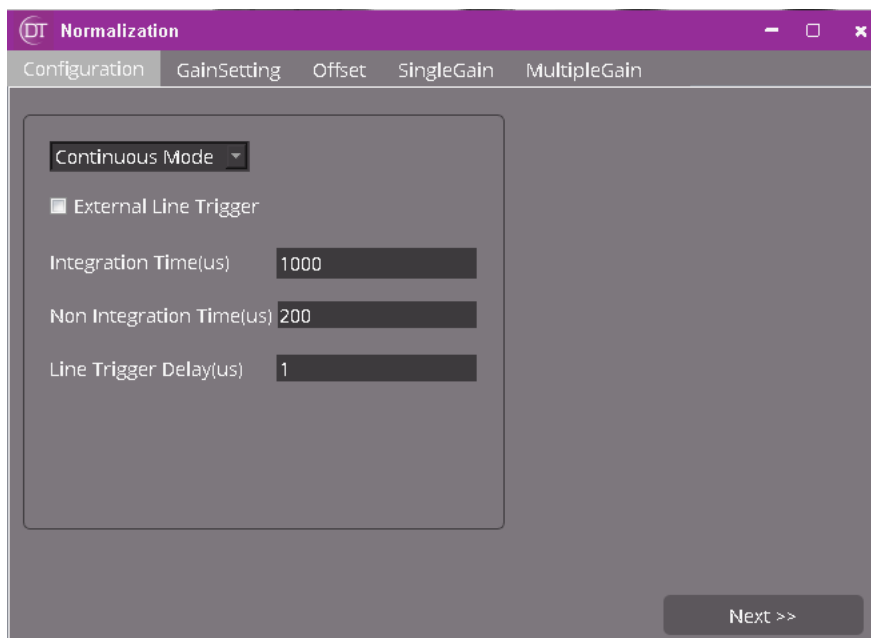 DT Normalization
Configuration GainSetting Offset SingleGain MultipleGain
Continuous Mode
External Line Trigger
Integration Time(us) 1000
Non Integration Time(us) 200
Line Trigger Delay(us) 1
Next >>